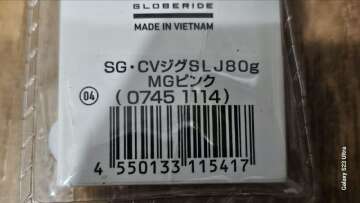 GLOBERIDE
MADE IN VIETNAM
SG・CVジグSLJ80g
MGピンク
04 (0745 1114)
4 550133 115417
Galaxy S23 Ultra